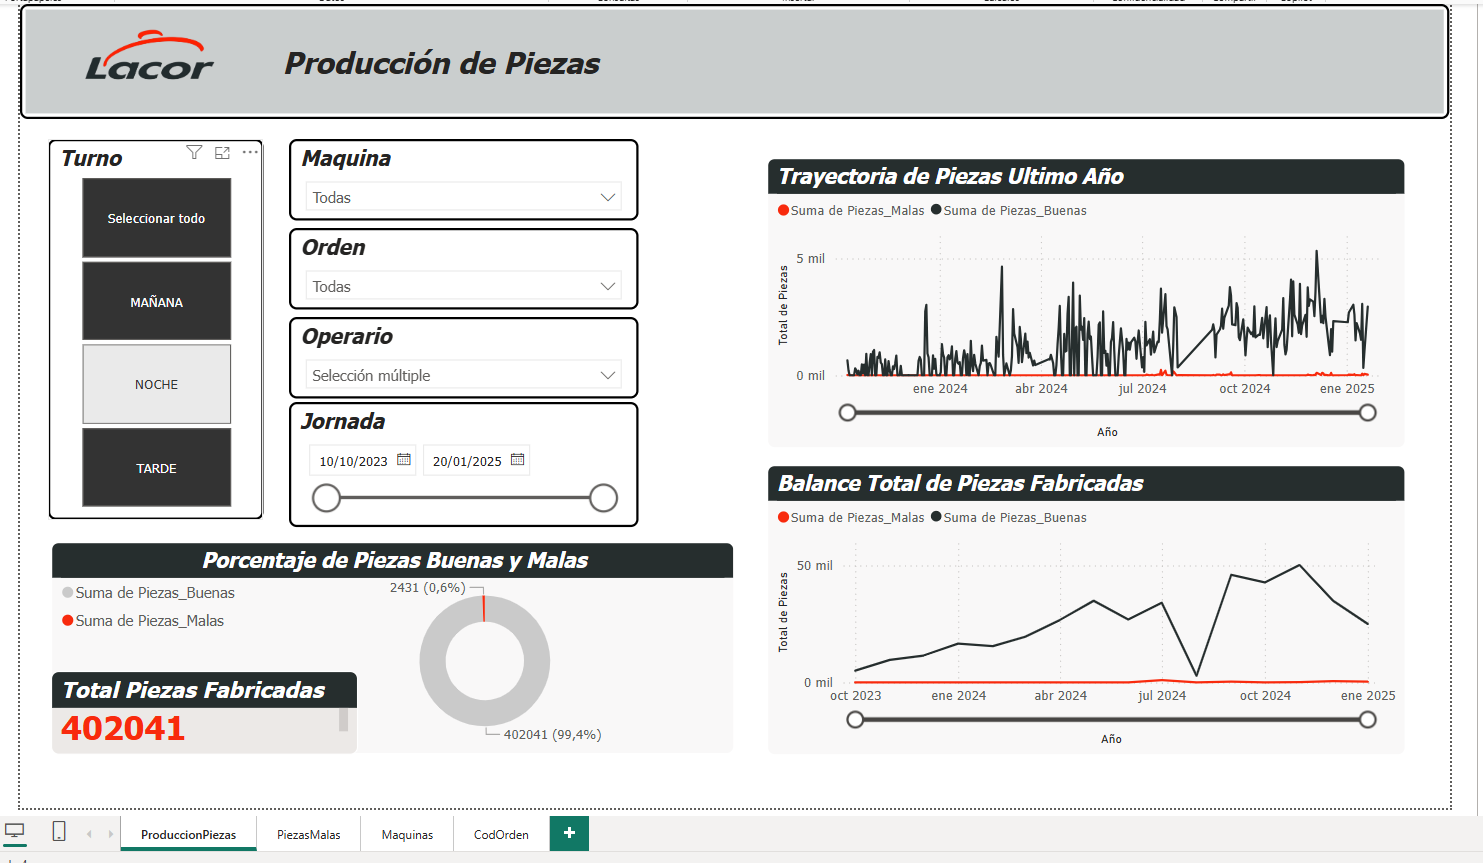 Lacor
Producción de Piezas
Turno
Seleccionar todo
MAÑANA
NOCHE
TARDE
Maquina
Todas
Orden
Todas
Operario
Selección múltiple
Jornada
10/10/2023
20/01/2025
Porcentaje de Piezas Buenas y Malas
Suma de Piezas_Buenas
Suma de Piezas_Malas
2431 (0,6%)
402041 (99,4%)
Total Piezas Fabricadas
402041
Trayectoria de Piezas Ultimo Año
Suma de Piezas_Malas Suma de Piezas_Buenas
Total de Piezas
5 mil
0 mil
ene 2024 abr 2024 jul 2024 oct 2024 ene 2025
Año
Balance Total de Piezas Fabricadas
Suma de Piezas_Malas Suma de Piezas_Buenas
Total de Piezas
50 mil
0 mil
oct 2023 ene 2024 abr 2024 jul 2024 oct 2024 ene 2025
Año
ProduccionPiezas PiezasMalas Maquinas CodOrden